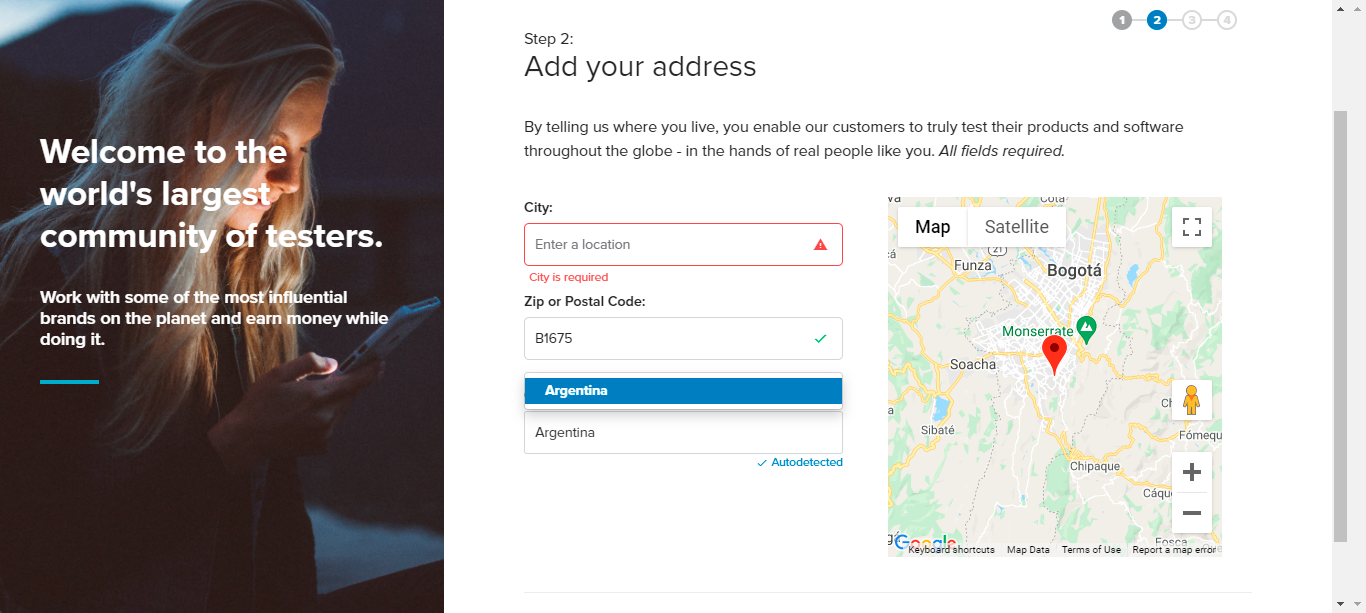 Welcome to the
world's largest
community of testers.
Work with some of the most influential
brands on the planet and earn money while
doing it.
1 2 3 4
Step 2:
Add your address
By telling us where you live, you enable our customers to truly test their products and software
throughout the globe - in the hands of real people like you. All fields required.
City:
Enter a location
City is required
Zip or Postal Code:
B1675
Argentina
Argentina
Autodetected
Cota
Map
Satellite
21
Funza
Bogotá
Monserrate
Soacha
Sibaté
Fómequ
Chipaque
Cáqu
Fosca
Google
Keyboard shortcuts
Map Data
Terms of Use
Report a map error